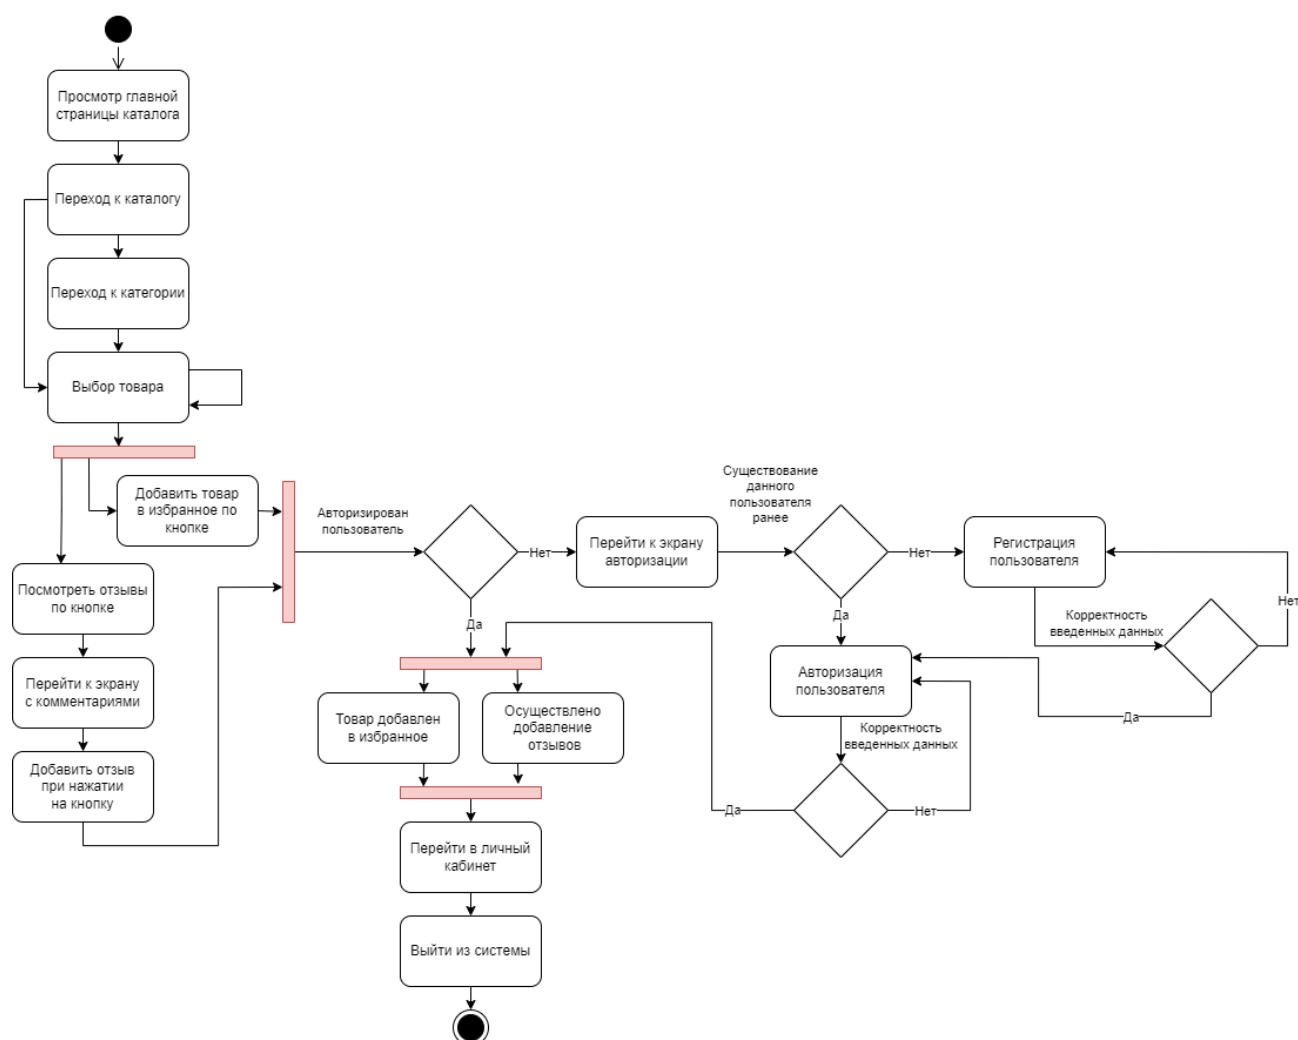 Просмотр главной
страницы каталога
Переход к каталогу
Переход к категории
Выбор товара
Добавить товар
в избранное по
кнопке
Посмотреть отзывы
по кнопке
Перейти к экрану
с комментариями
Добавить отзыв
при нажатии
на кнопку
Авторизирован
пользователь
Нет
Да
Перейти к экрану
авторизации
Существование
данного
пользователя
ранее
Нет
Да
Регистрация
пользователя
Корректность
введенных данных
Нет
Да
Авторизация
пользователя
Корректность
введенных данных
Нет
Да
Товар добавлен
в избранное
Осуществлено
добавление
отзывов
Перейти в личный
кабинет
Выйти из системы